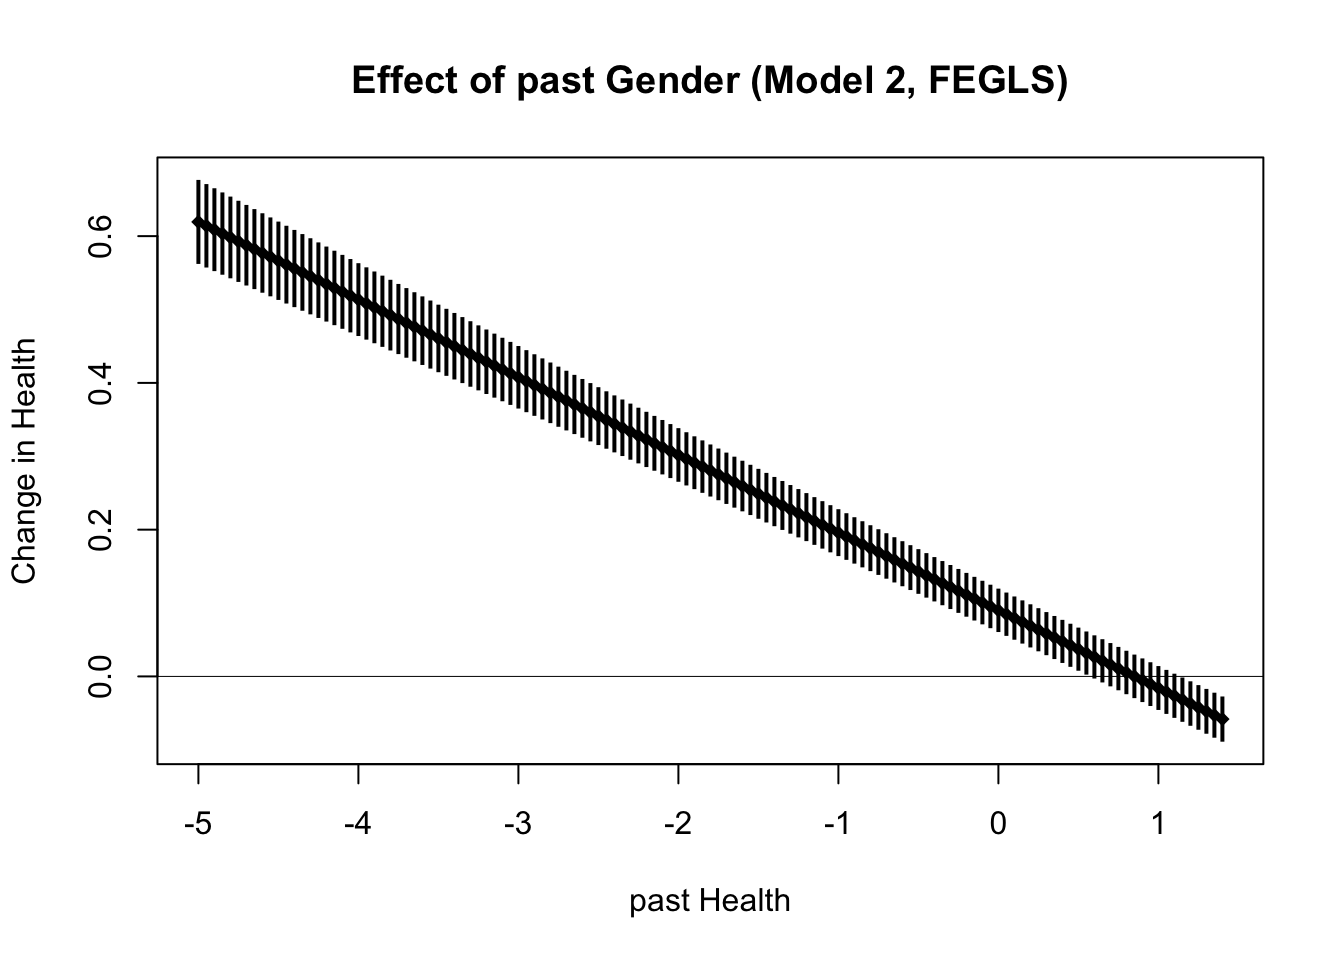 Effect of past Gender (Model 2, FEGLS)
Change in Health
0.6
0.4
0.2
0.0
-5 -4 -3 -2 -1 0 1
past Health